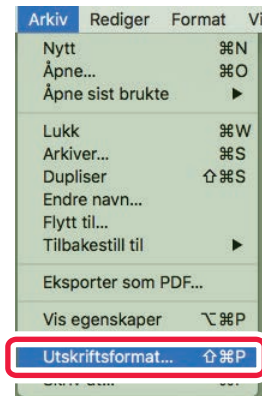 Arkiv Rediger Format Vi
Nytt ⌘N
Åpne... ⌘O
Åpne sist brukte ▶
Lukk ⌘W
Arkiver... ⌘S
Dupliser ⇧⌘S
Endre navn...
Flytt til...
Tilbakestill til ▶
Eksporter som PDF...
Vis egenskaper ⌥⌘P
Utskriftsformat... ⇧⌘P